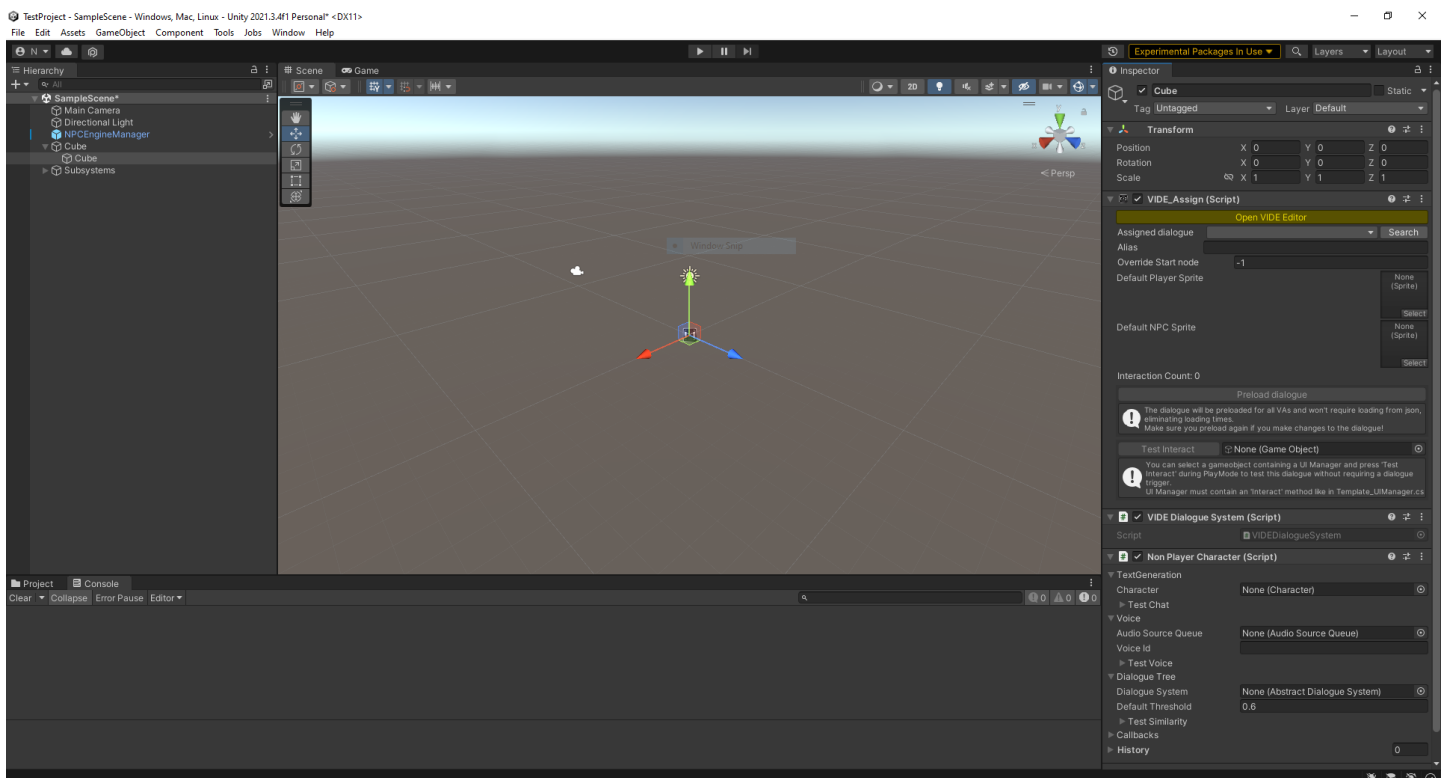 TestProject - SampleScene - Windows, Mac, Linux - Unity 2021.3.4f1 Personal* <DX11>
File Edit Assets GameObject Component Tools Jobs Window Help
N Experimental Packages In Use Layers Layout
Hierarchy
All
SampleScene*
Main Camera
Directional Light
NPCEngineManager
Cube
Cube
Subsystems
Scene Game
2D
y
Persp
Window Snip
Project Console
Clear Collapse Error Pause Editor 0 0 0
Inspector
Cube Static
Tag Untagged Layer Default
Transform
Position X 0 Y 0 Z 0
Rotation X 0 Y 0 Z 0
Scale X 1 Y 1 Z 1
VIDE_Assign (Script)
Open VIDE Editor
Assigned dialogue Search
Alias
Override Start node -1
Default Player Sprite None
(Sprite)
Select
Default NPC Sprite None
(Sprite)
Select
Interaction Count: 0
Preload dialogue
The dialogue will be preloaded for all VAs and won't require loading from json,
eliminating loading times.
Make sure you preload again if you make changes to the dialogue!
Test Interact None (Game Object)
You can select a gameobject containing a UI Manager and press 'Test
Interact' during PlayMode to test this dialogue without requiring a dialogue
trigger.
UI Manager must contain an 'Interact' method like in Template_UIManager.cs
VIDE Dialogue System (Script)
Script VIDEDialogueSystem
Non Player Character (Script)
TextGeneration
Character None (Character)
Test Chat
Voice
Audio Source Queue None (Audio Source Queue)
Voice Id
Test Voice
Dialogue Tree
Dialogue System None (Abstract Dialogue System)
Default Threshold 0.6
Test Similarity
Callbacks
History 0